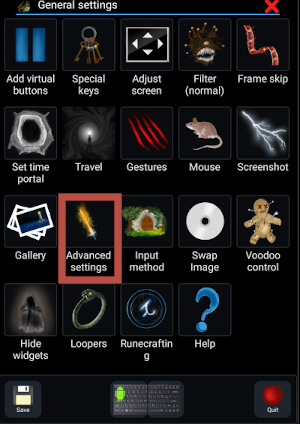 General settings
Add virtual buttons
Special keys
Adjust screen
Filter (normal)
Frame skip
Set time portal
Travel
Gestures
Mouse
Screenshot
Gallery
Advanced settings
Input method
Swap Image
Voodoo control
Hide widgets
Loopers
Runecrafting
Help
Save
Quit